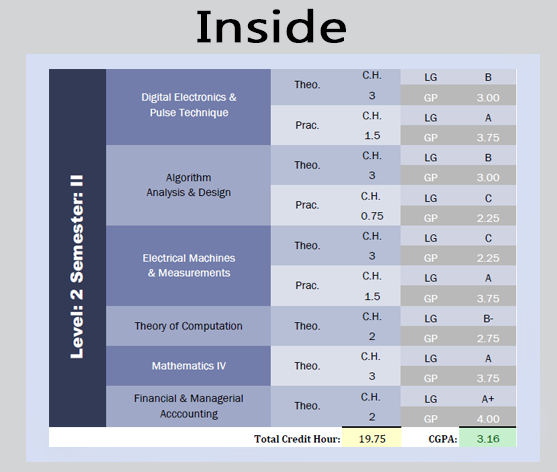 Inside
Level: 2 Semester: II
Digital Electronics &
Pulse Technique
Theo.
C.H.
3
LG B
GP 3.00
Prac.
C.H.
1.5
LG A
GP 3.75
Algorithm
Analysis & Design
Theo.
C.H.
3
LG B
GP 3.00
Prac.
C.H.
0.75
LG C
GP 2.25
Electrical Machines
& Measurements
Theo.
C.H.
3
LG C
GP 2.25
Prac.
C.H.
1.5
LG A
GP 3.75
Theory of Computation
Theo.
C.H.
2
LG B-
GP 2.75
Mathematics IV
Theo.
C.H.
3
LG A
GP 3.75
Financial & Managerial
Acccounting
Theo.
C.H.
2
LG A+
GP 4.00
Total Credit Hour: 19.75 CGPA: 3.16